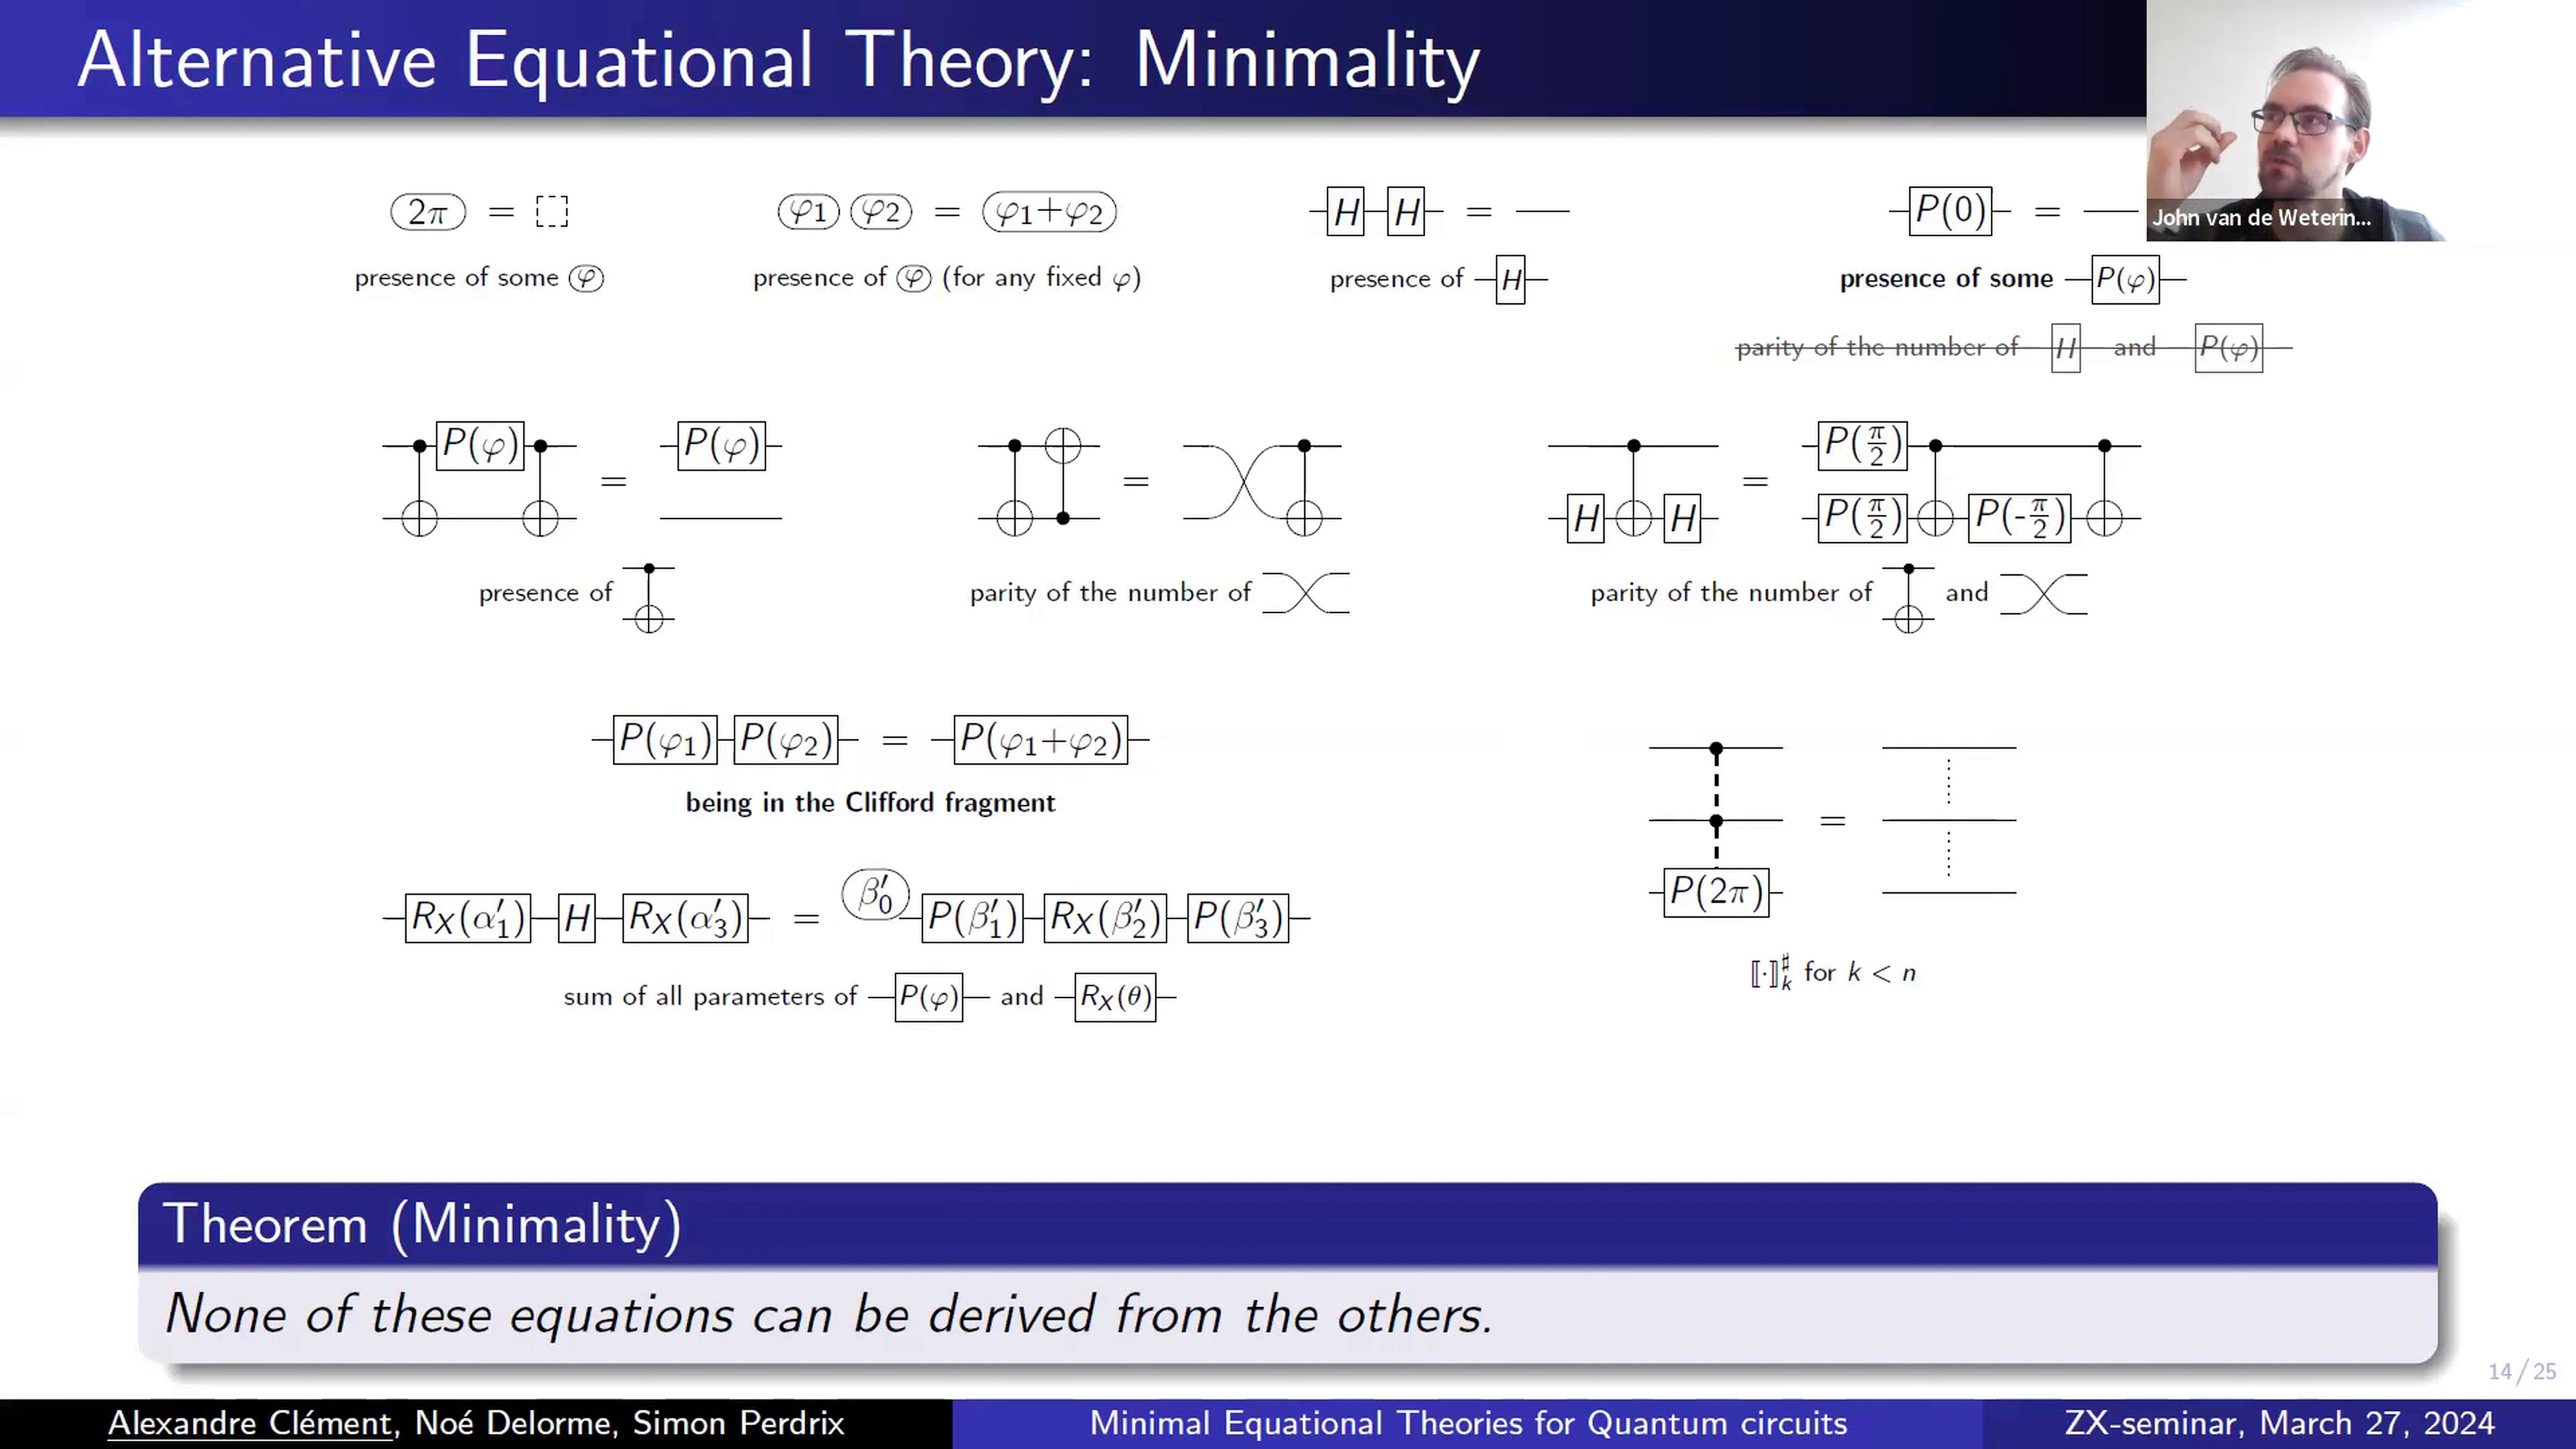 Alternative Equational Theory: Minimality
John van de Weterin...
2π =
φ1 φ2 = φ1+φ2
H H =
P(0) =
presence of some φ
presence of φ (for any fixed φ)
presence of H
presence of some P(φ)
parity of the number of H and P(φ)
P(φ) = P(φ)
=
H H = P(π/2) P(π/2) P(-π/2)
presence of
parity of the number of
parity of the number of and
P(φ1) P(φ2) = P(φ1+φ2)
being in the Clifford fragment
P(2π) =
⟦·⟧♯k for k < n
RX(α′1) H RX(α′3) = β′0 P(β′1) RX(β′2) P(β′3)
sum of all parameters of P(φ) and RX(θ)
Theorem (Minimality)
None of these equations can be derived from the others.
14 / 25
Alexandre Clément, Noé Delorme, Simon Perdrix
Minimal Equational Theories for Quantum circuits
ZX-seminar, March 27, 2024